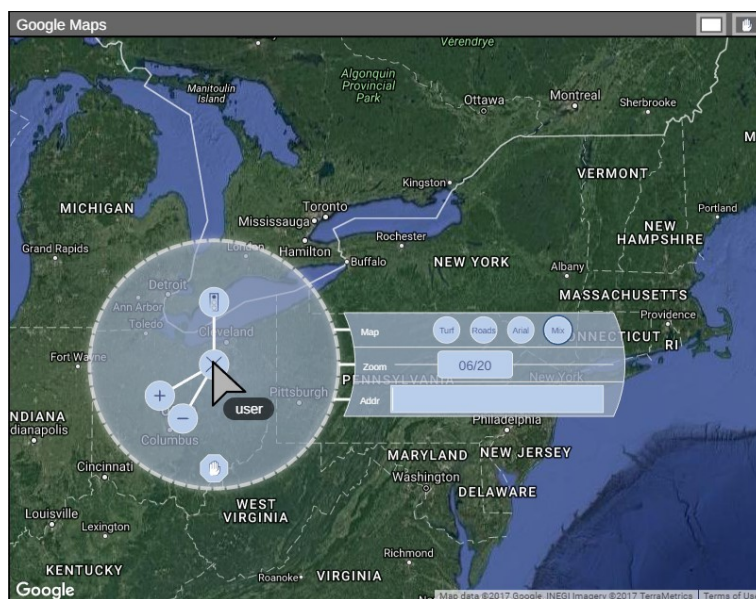 Google Maps
Vérendrye
Manitoulin
Island
Algonquin
Provincial
Park
Ottawa
Montreal
Sherbrooke
M
Kingston
VERMONT
MICHIGAN
Toronto
Mississauga
Hamilton
London
Rochester
Portland
NEW
HAMPSHIRE
Grand Rapids
Buffalo
NEW YORK
Albany
Detroit
Ann Arbor
Toledo
Cleveland
MASSACHUSETTS
Providence
CONNECTICUT
RI
Map
Turf
Roads
Arial
Mix
Fort Wayne
Zoom
06/20
PENNSYLVANIA
New York
Pittsburgh
Addr
user
NDIANA
dianapolis
Columbus
Philadelphia
MARYLAND
NEW JERSEY
Cincinnati
Washington
DELAWARE
WEST
VIRGINIA
Louisville
Lexington
Richmond
KENTUCKY
Roanoke
VIRGINIA
Google
Map data ©2017 Google, INEGI Imagery ©2017 TerraMetrics
Terms of Us